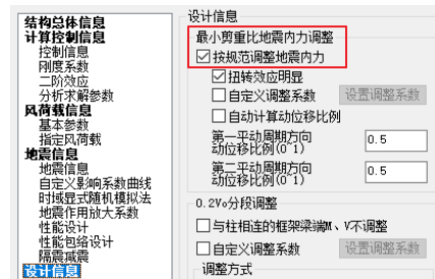 结构总体信息
计算控制信息
控制信息
刚度系数
二阶效应
分析求解参数
风荷载信息
基本参数
指定风荷载
地震信息
地震信息
自定义影响系数曲线
时域显式随机模拟法
地震作用放大系数
性能设计
性能包络设计
隔震减震
设计信息
设计信息
最小剪重比地震内力调整
按规范调整地震内力
扭转效应明显
自定义调整系数 设置调整系数
自动计算动位移比例
第一平动周期方向
动位移比例(0~1) 0.5
第二平动周期方向
动位移比例(0~1) 0.5
0.2Vo分段调整
与柱相连的框架梁端M、V不调整
自定义调整系数 设置调整系数
调整方式